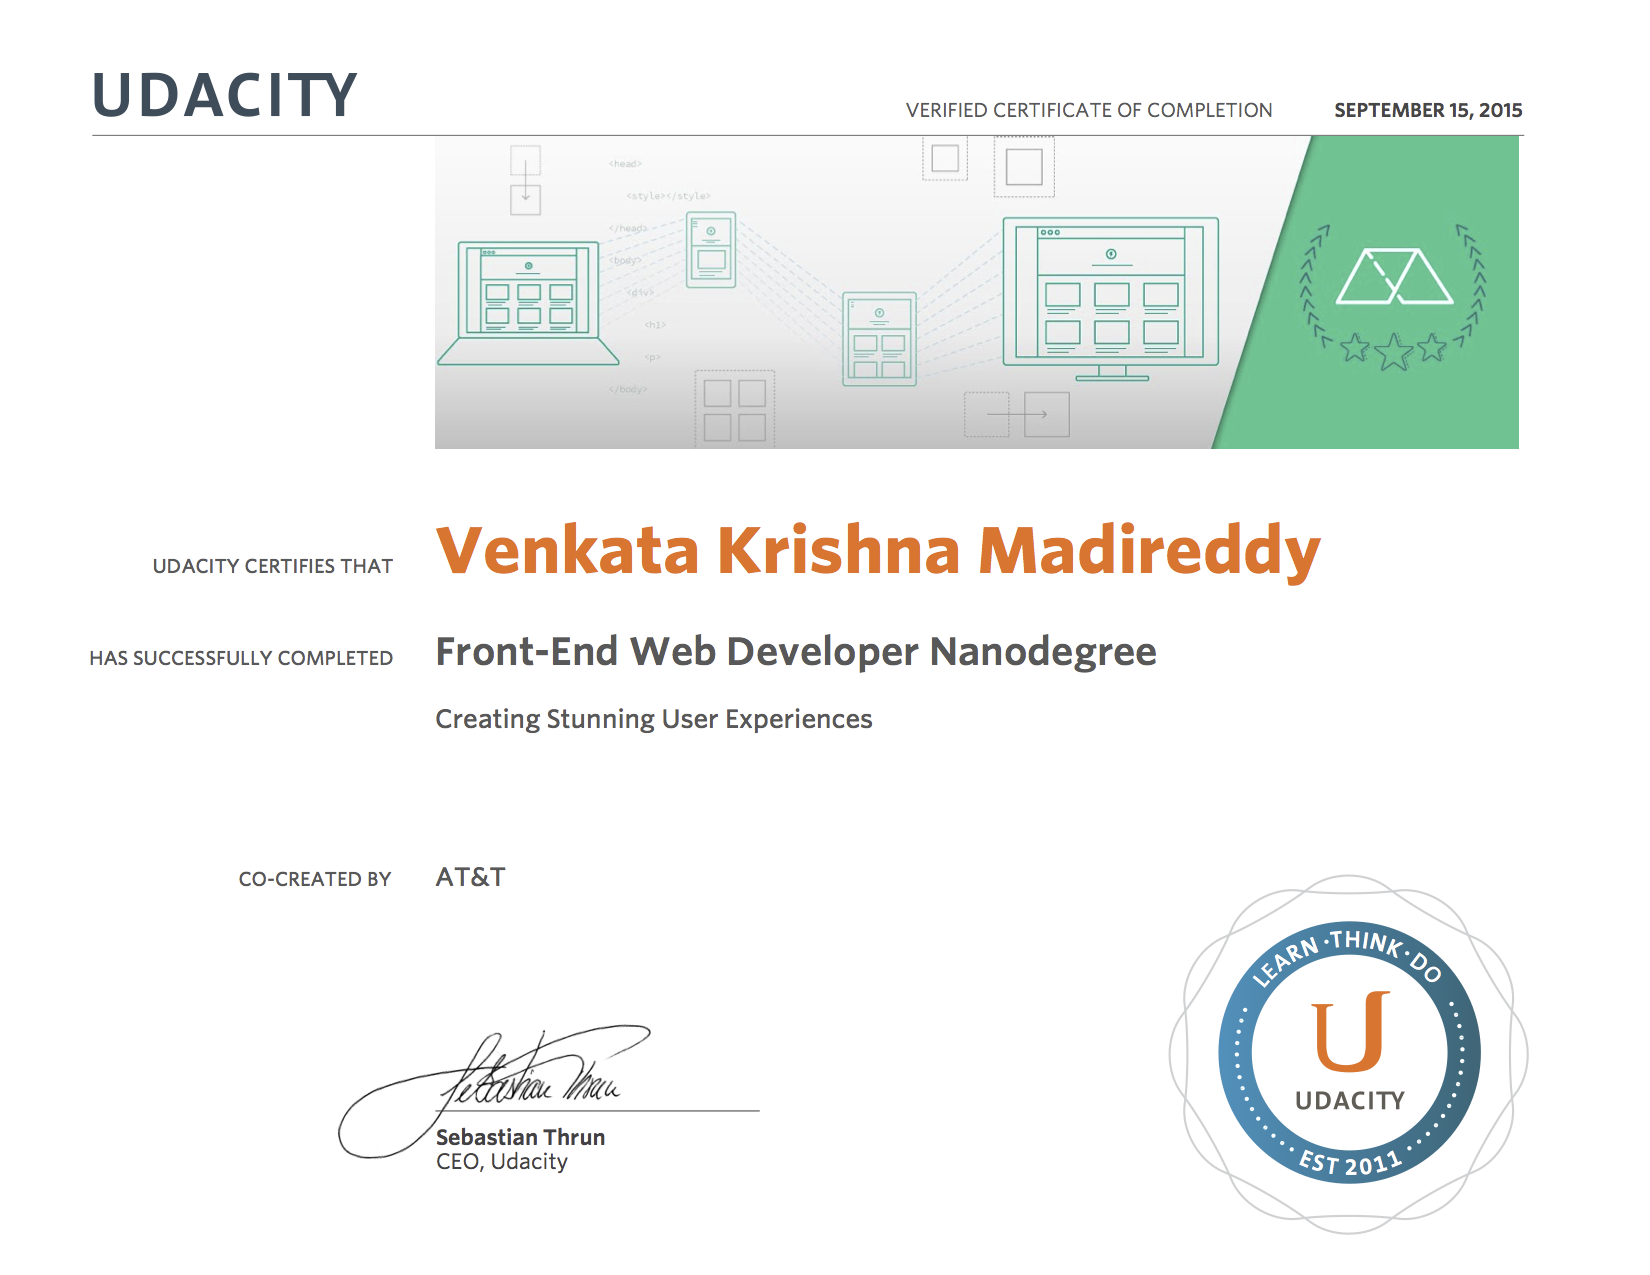 UDACITY
VERIFIED CERTIFICATE OF COMPLETION SEPTEMBER 15, 2015
<head>
<style></style>
</head>
<body>
<div>
<h1>
<p>
</body>
UDACITY CERTIFIES THAT Venkata Krishna Madireddy
HAS SUCCESSFULLY COMPLETED Front-End Web Developer Nanodegree
Creating Stunning User Experiences
CO-CREATED BY AT&T
Sebastian Thrun
Sebastian Thrun
CEO, Udacity
LEARN · THINK · DO
U
UDACITY
EST 2011